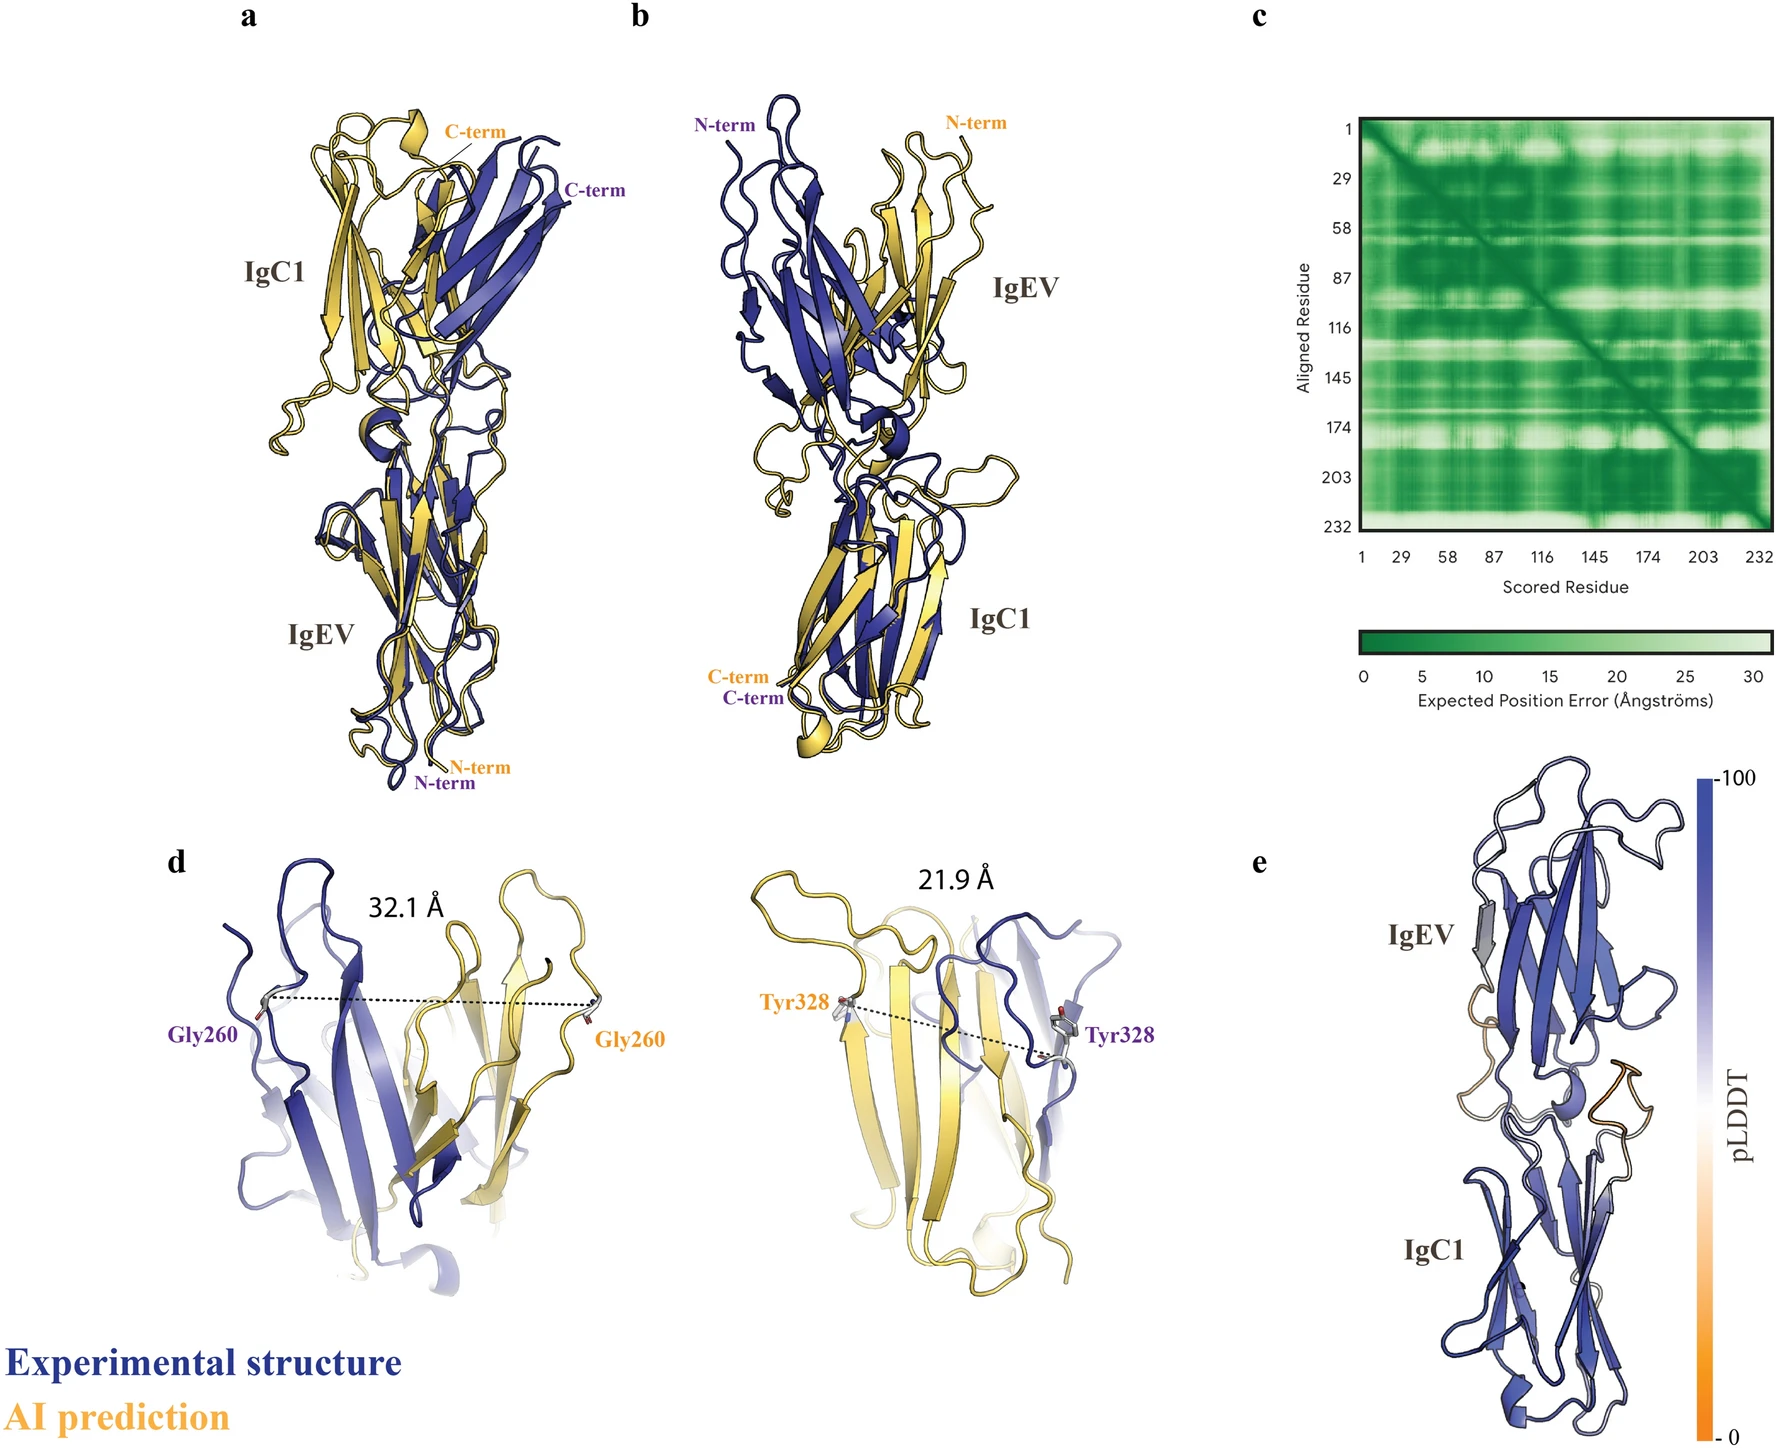 a
b
c
C-term
C-term
IgC1
IgEV
N-term
N-term
N-term
N-term
IgEV
IgC1
C-term
C-term
1
29
58
87
116
145
174
203
232
Aligned Residue
1 29 58 87 116 145 174 203 232
Scored Residue
0 5 10 15 20 25 30
Expected Position Error (Ångströms)
d
32.1 Å
Gly260
Gly260
21.9 Å
Tyr328
Tyr328
e
-100
IgEV
pLDDT
IgC1
- 0
Experimental structure
AI prediction